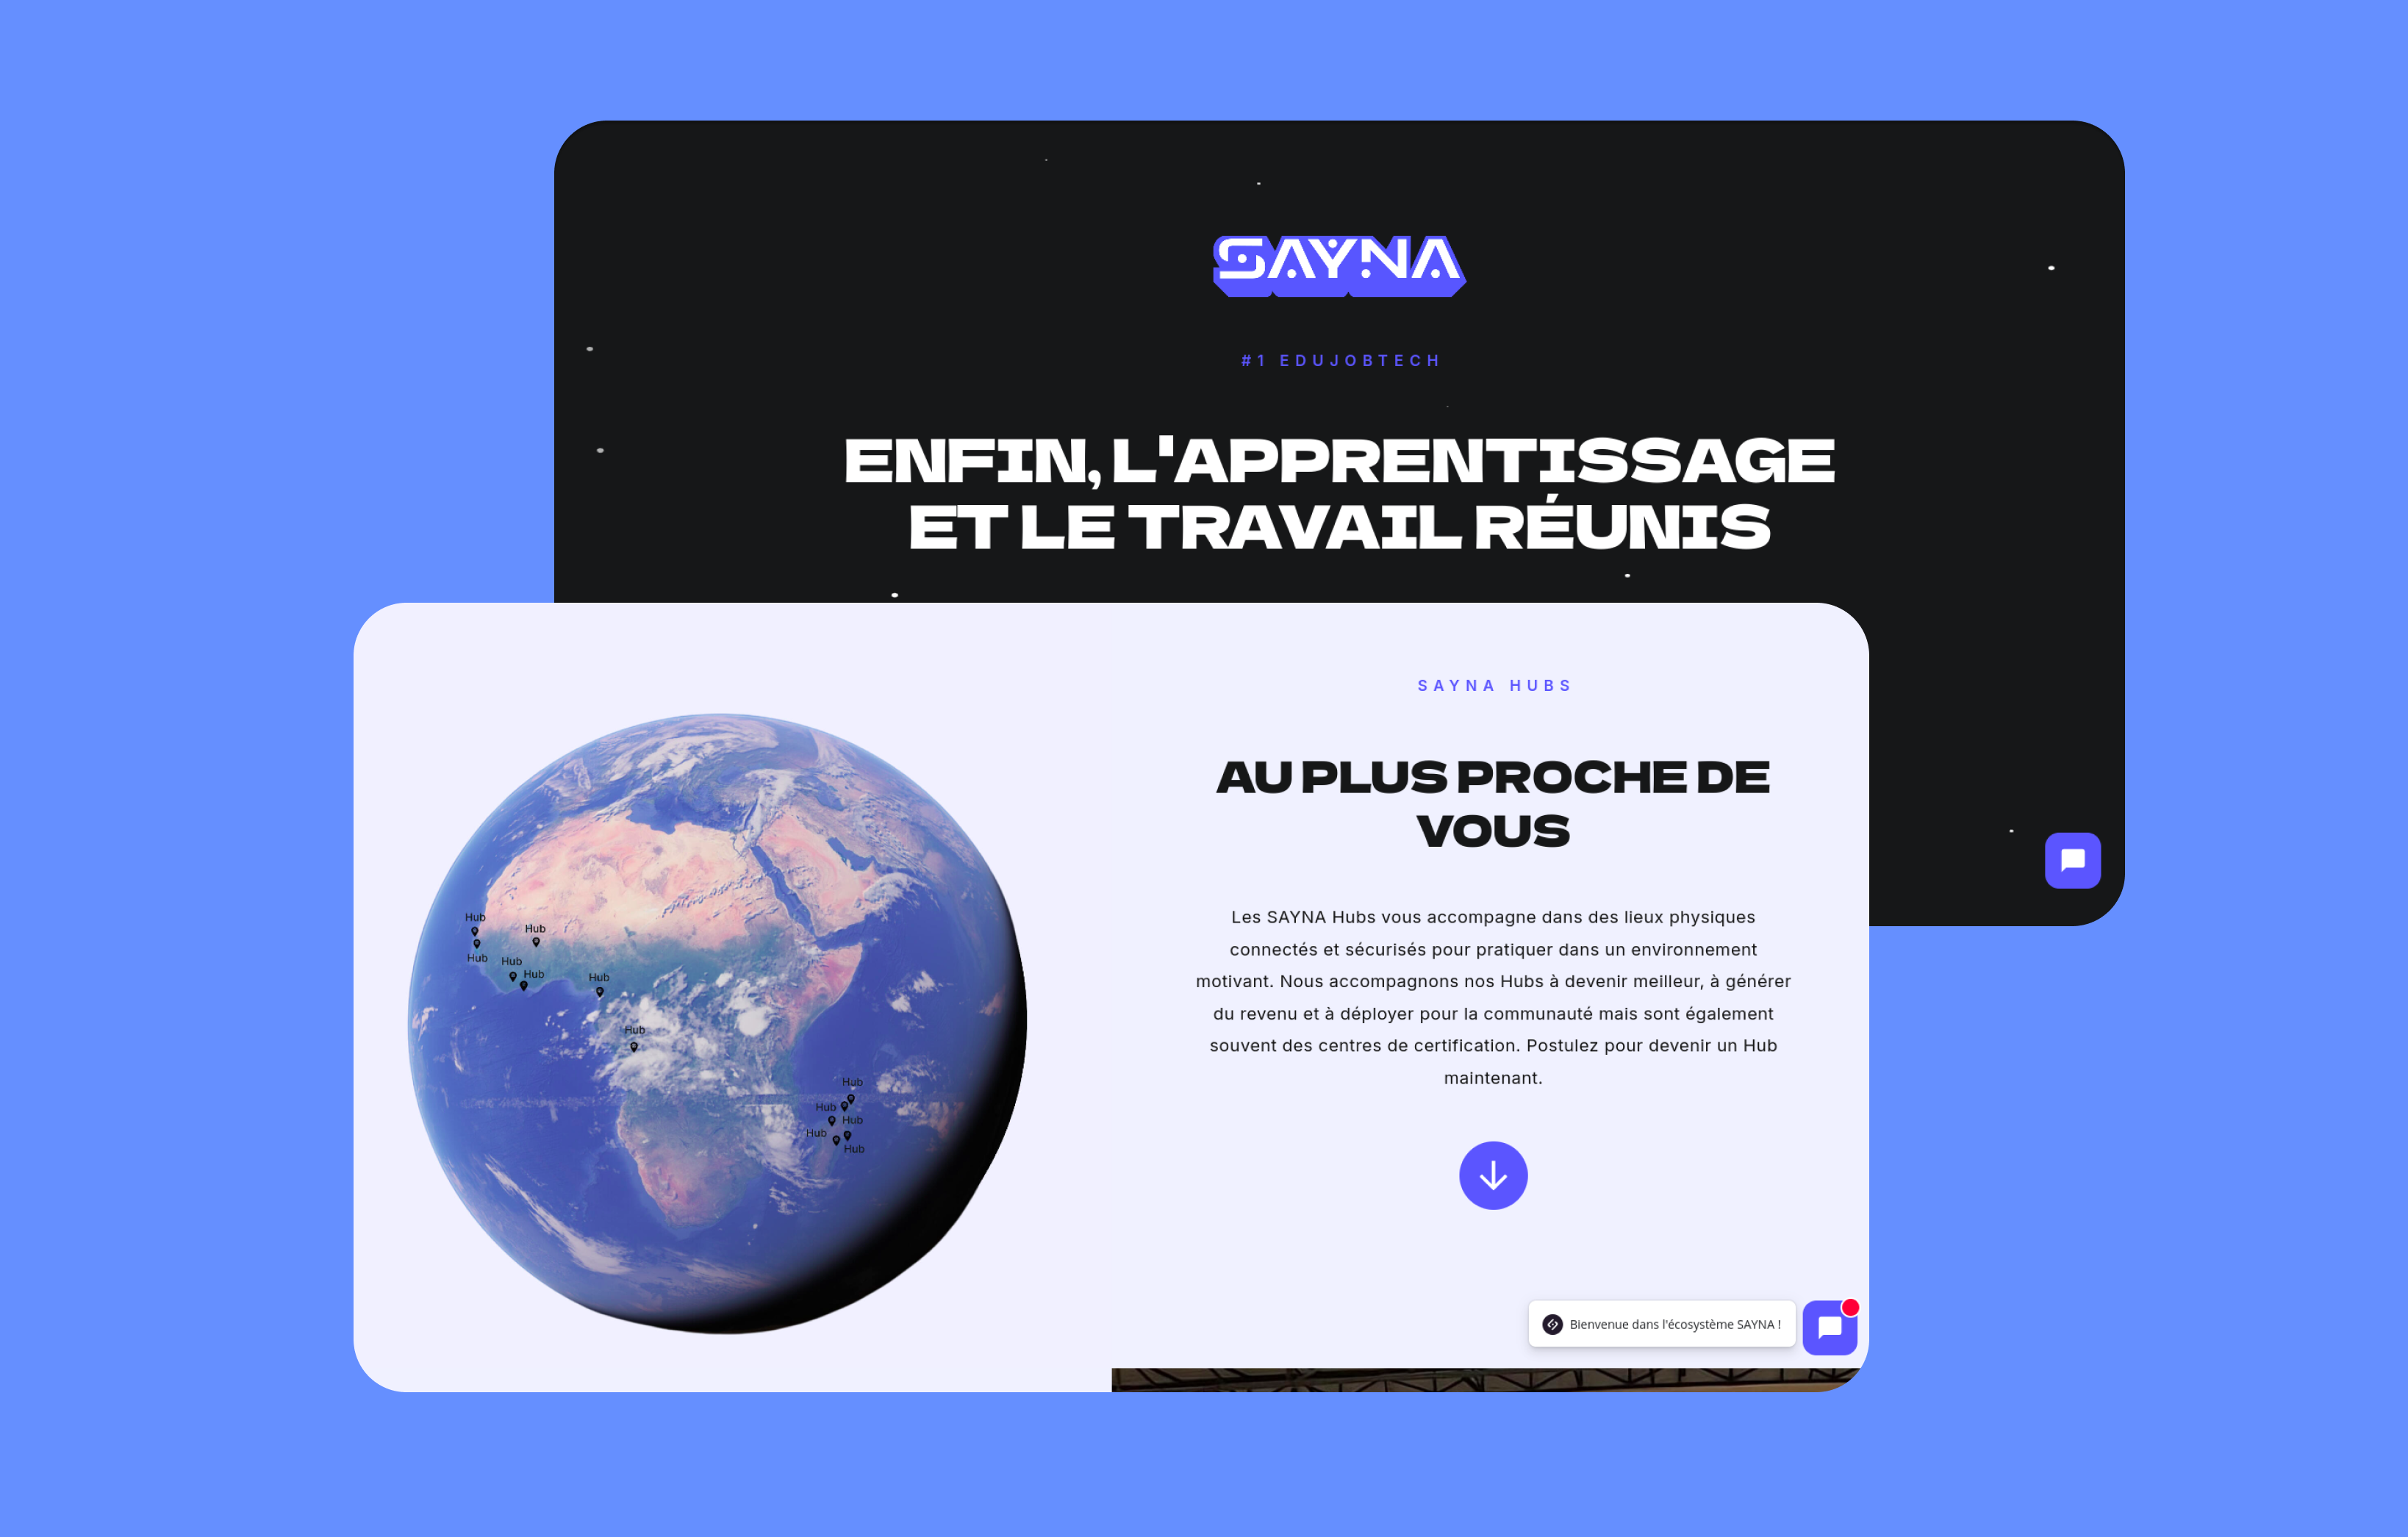 SAYNA
#1 EDUJOBTECH
ENFIN, L'APPRENTISSAGE
ET LE TRAVAIL RÉUNIS
SAYNA HUBS
AU PLUS PROCHE DE
VOUS
Les SAYNA Hubs vous accompagne dans des lieux physiques
connectés et sécurisés pour pratiquer dans un environnement
motivant. Nous accompagnons nos Hubs à devenir meilleur, à générer
du revenu et à déployer pour la communauté mais sont également
souvent des centres de certification. Postulez pour devenir un Hub
maintenant.
Hub
Hub
Hub
Hub
Hub
Hub
Hub
Hub
Hub
Hub
Hub
Hub
Bienvenue dans l'écosystème SAYNA !